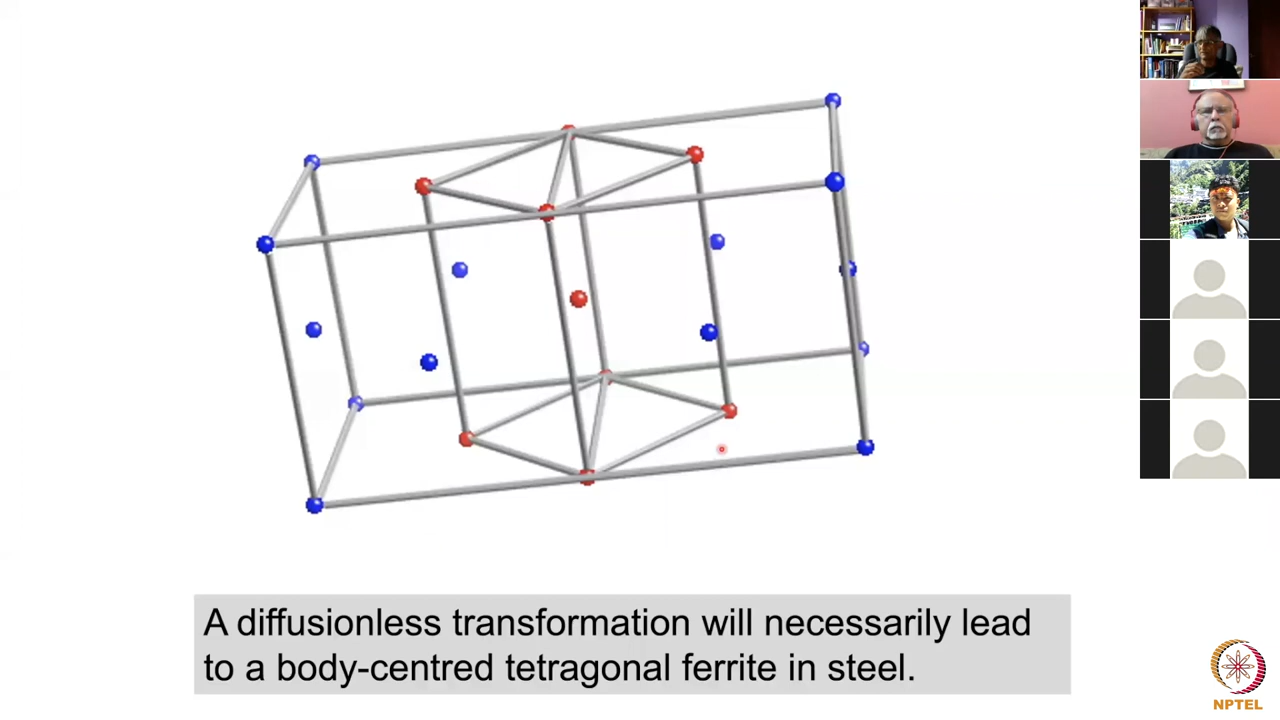 A diffusionless transformation will necessarily lead
to a body-centred tetragonal ferrite in steel.
NPTEL